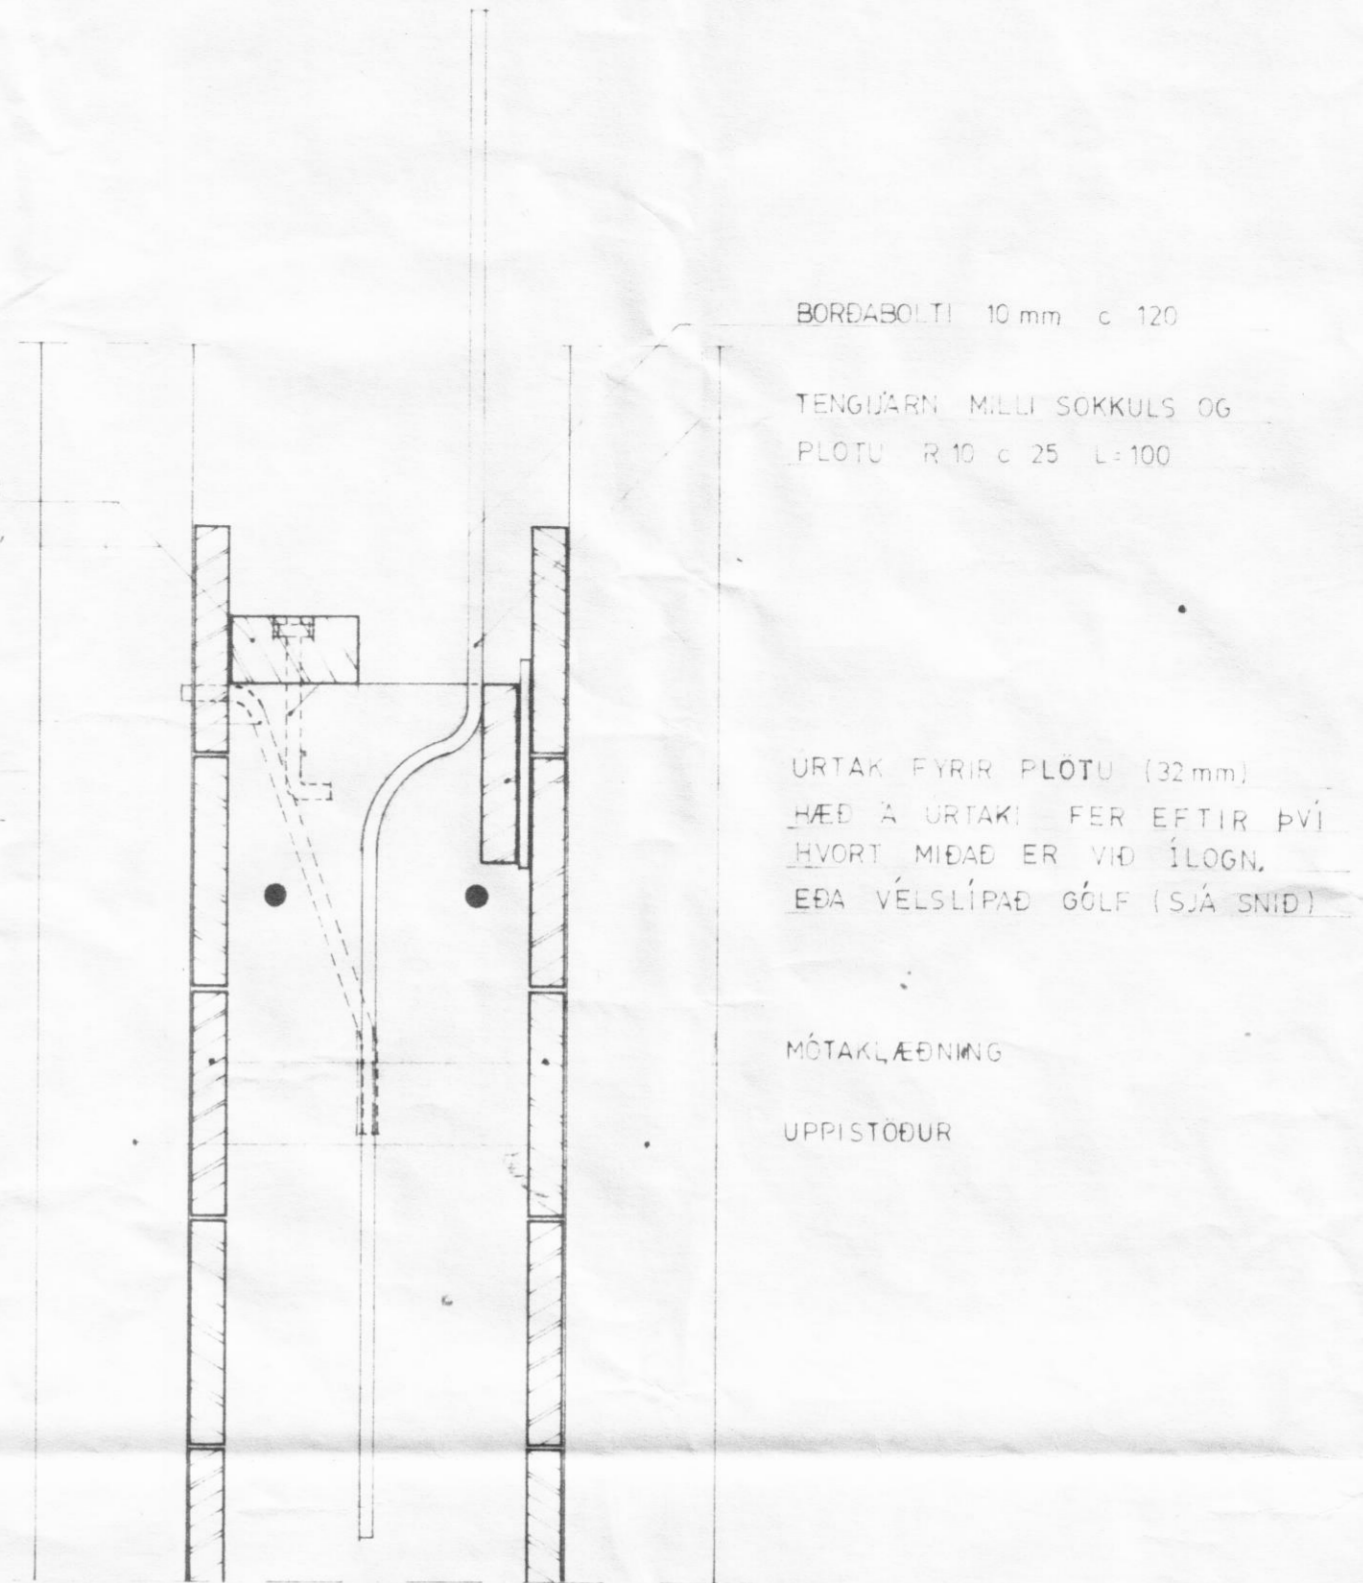 BORÐABOLTI 10 mm c 120
TENGIJÁRN MILLI SOKKULS OG
PLÖTU R 10 c 25 L=100
ÚRTAK FYRIR PLÖTU (32 mm)
HÆÐ Á ÚRTAKI FER EFTIR ÞVÍ
HVORT MIÐAÐ ER VIÐ ÍLOGN,
EÐA VÉLSLÍPAÐ GÓLF (SJÁ SNIÐ)
MÓTAKLÆÐNING
UPPISTÖÐUR